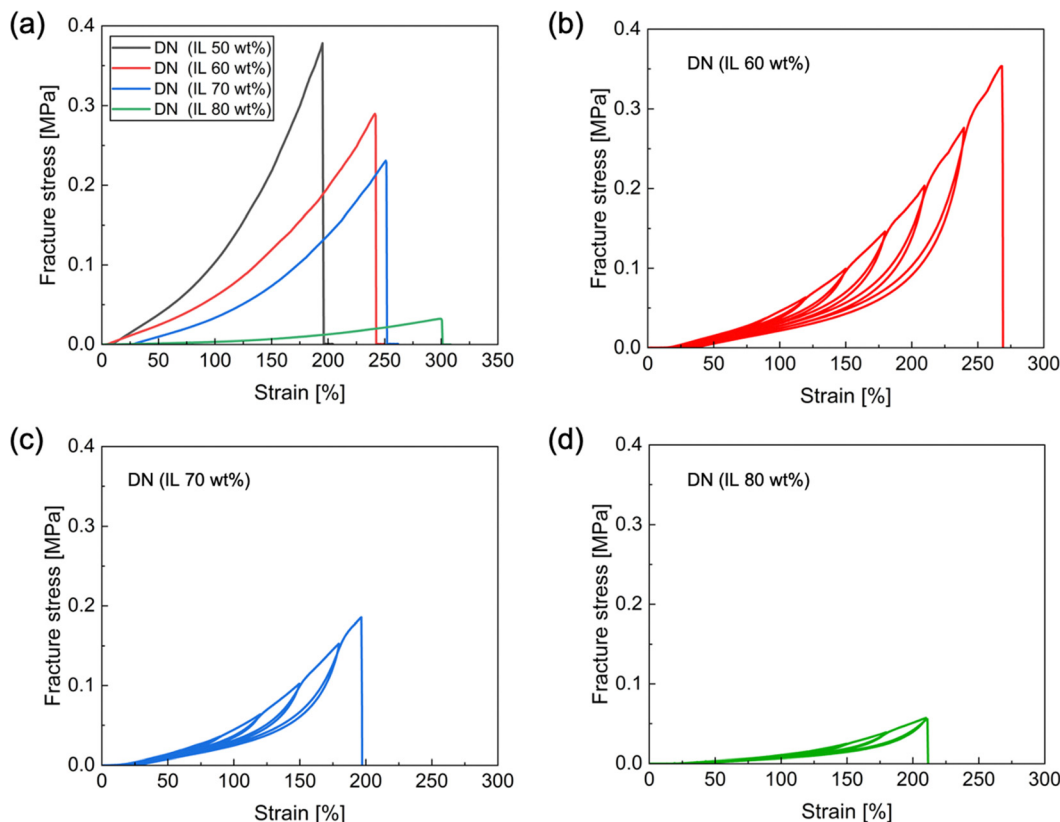 (a)
DN (IL 50 wt%)
DN (IL 60 wt%)
DN (IL 70 wt%)
DN (IL 80 wt%)
Fracture stress [MPa]
0.4
0.3
0.2
0.1
0.0
0 50 100 150 200 250 300 350
Strain [%]
(b)
DN (IL 60 wt%)
Fracture stress [MPa]
0.4
0.3
0.2
0.1
0.0
0 50 100 150 200 250 300
Strain [%]
(c)
DN (IL 70 wt%)
Fracture stress [MPa]
0.4
0.3
0.2
0.1
0.0
0 50 100 150 200 250 300
Strain [%]
(d)
DN (IL 80 wt%)
Fracture stress [MPa]
0.4
0.3
0.2
0.1
0.0
0 50 100 150 200 250 300
Strain [%]